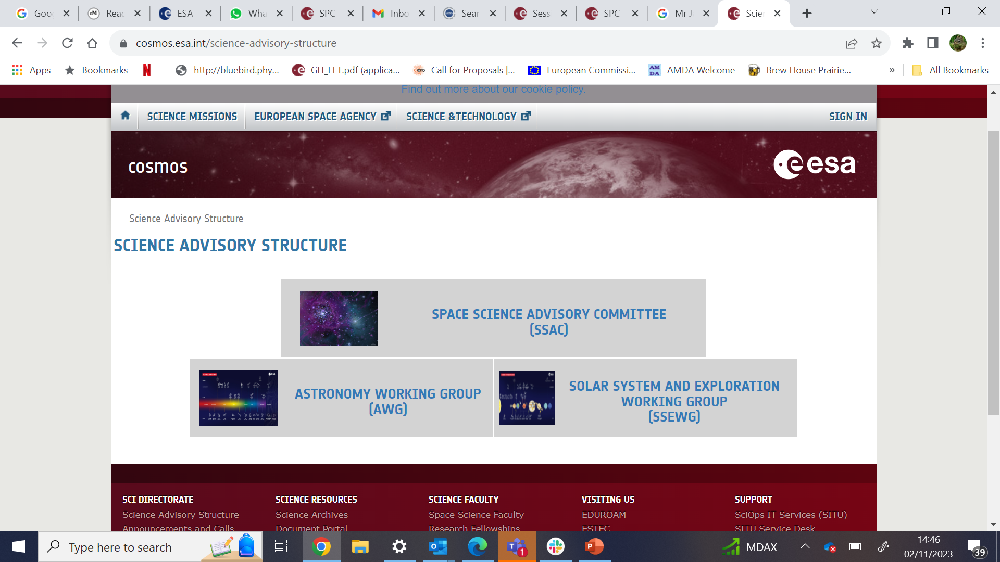 Goo
Reac
ESA
Wha
SPC
Inbo
Sear
Sess
SPC
Mr J
Scie
cosmos.esa.int/science-advisory-structure
Apps
Bookmarks
http://bluebird.phy...
GH_FFT.pdf (applica...
Call for Proposals |...
European Commissi...
AMDA Welcome
Brew House Prairie...
»
All Bookmarks
Find out more about our cookie policy.
SCIENCE MISSIONS
EUROPEAN SPACE AGENCY
SCIENCE &TECHNOLOGY
SIGN IN
cosmos
esa
Science Advisory Structure
SCIENCE ADVISORY STRUCTURE
SPACE SCIENCE ADVISORY COMMITTEE
(SSAC)
ASTRONOMY WORKING GROUP
(AWG)
SOLAR SYSTEM AND EXPLORATION
WORKING GROUP
(SSEWG)
SCI DIRECTORATE
Science Advisory Structure
Announcements and Calls
SCIENCE RESOURCES
Science Archives
Document Portal
SCIENCE FACULTY
Space Science Faculty
Research Fellowships
VISITING US
EDUROAM
ESTEC
SUPPORT
SciOps IT Services (SITU)
SITU Service Desk
Type here to search
1
MDAX
14:46
02/11/2023
39